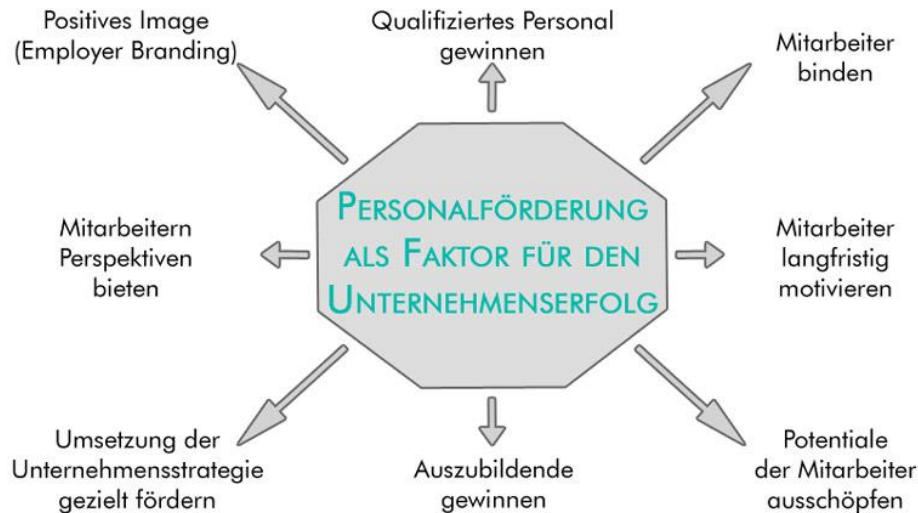 Positives Image
(Employer Branding)
Qualifiziertes Personal
gewinnen
Mitarbeiter
binden
Mitarbeitern
Perspektiven
bieten
Personalförderung
als Faktor für den
Unternehmenserfolg
Mitarbeiter
langfristig
motivieren
Umsetzung der
Unternehmensstrategie
gezielt fördern
Auszubildende
gewinnen
Potentiale
der Mitarbeiter
ausschöpfen